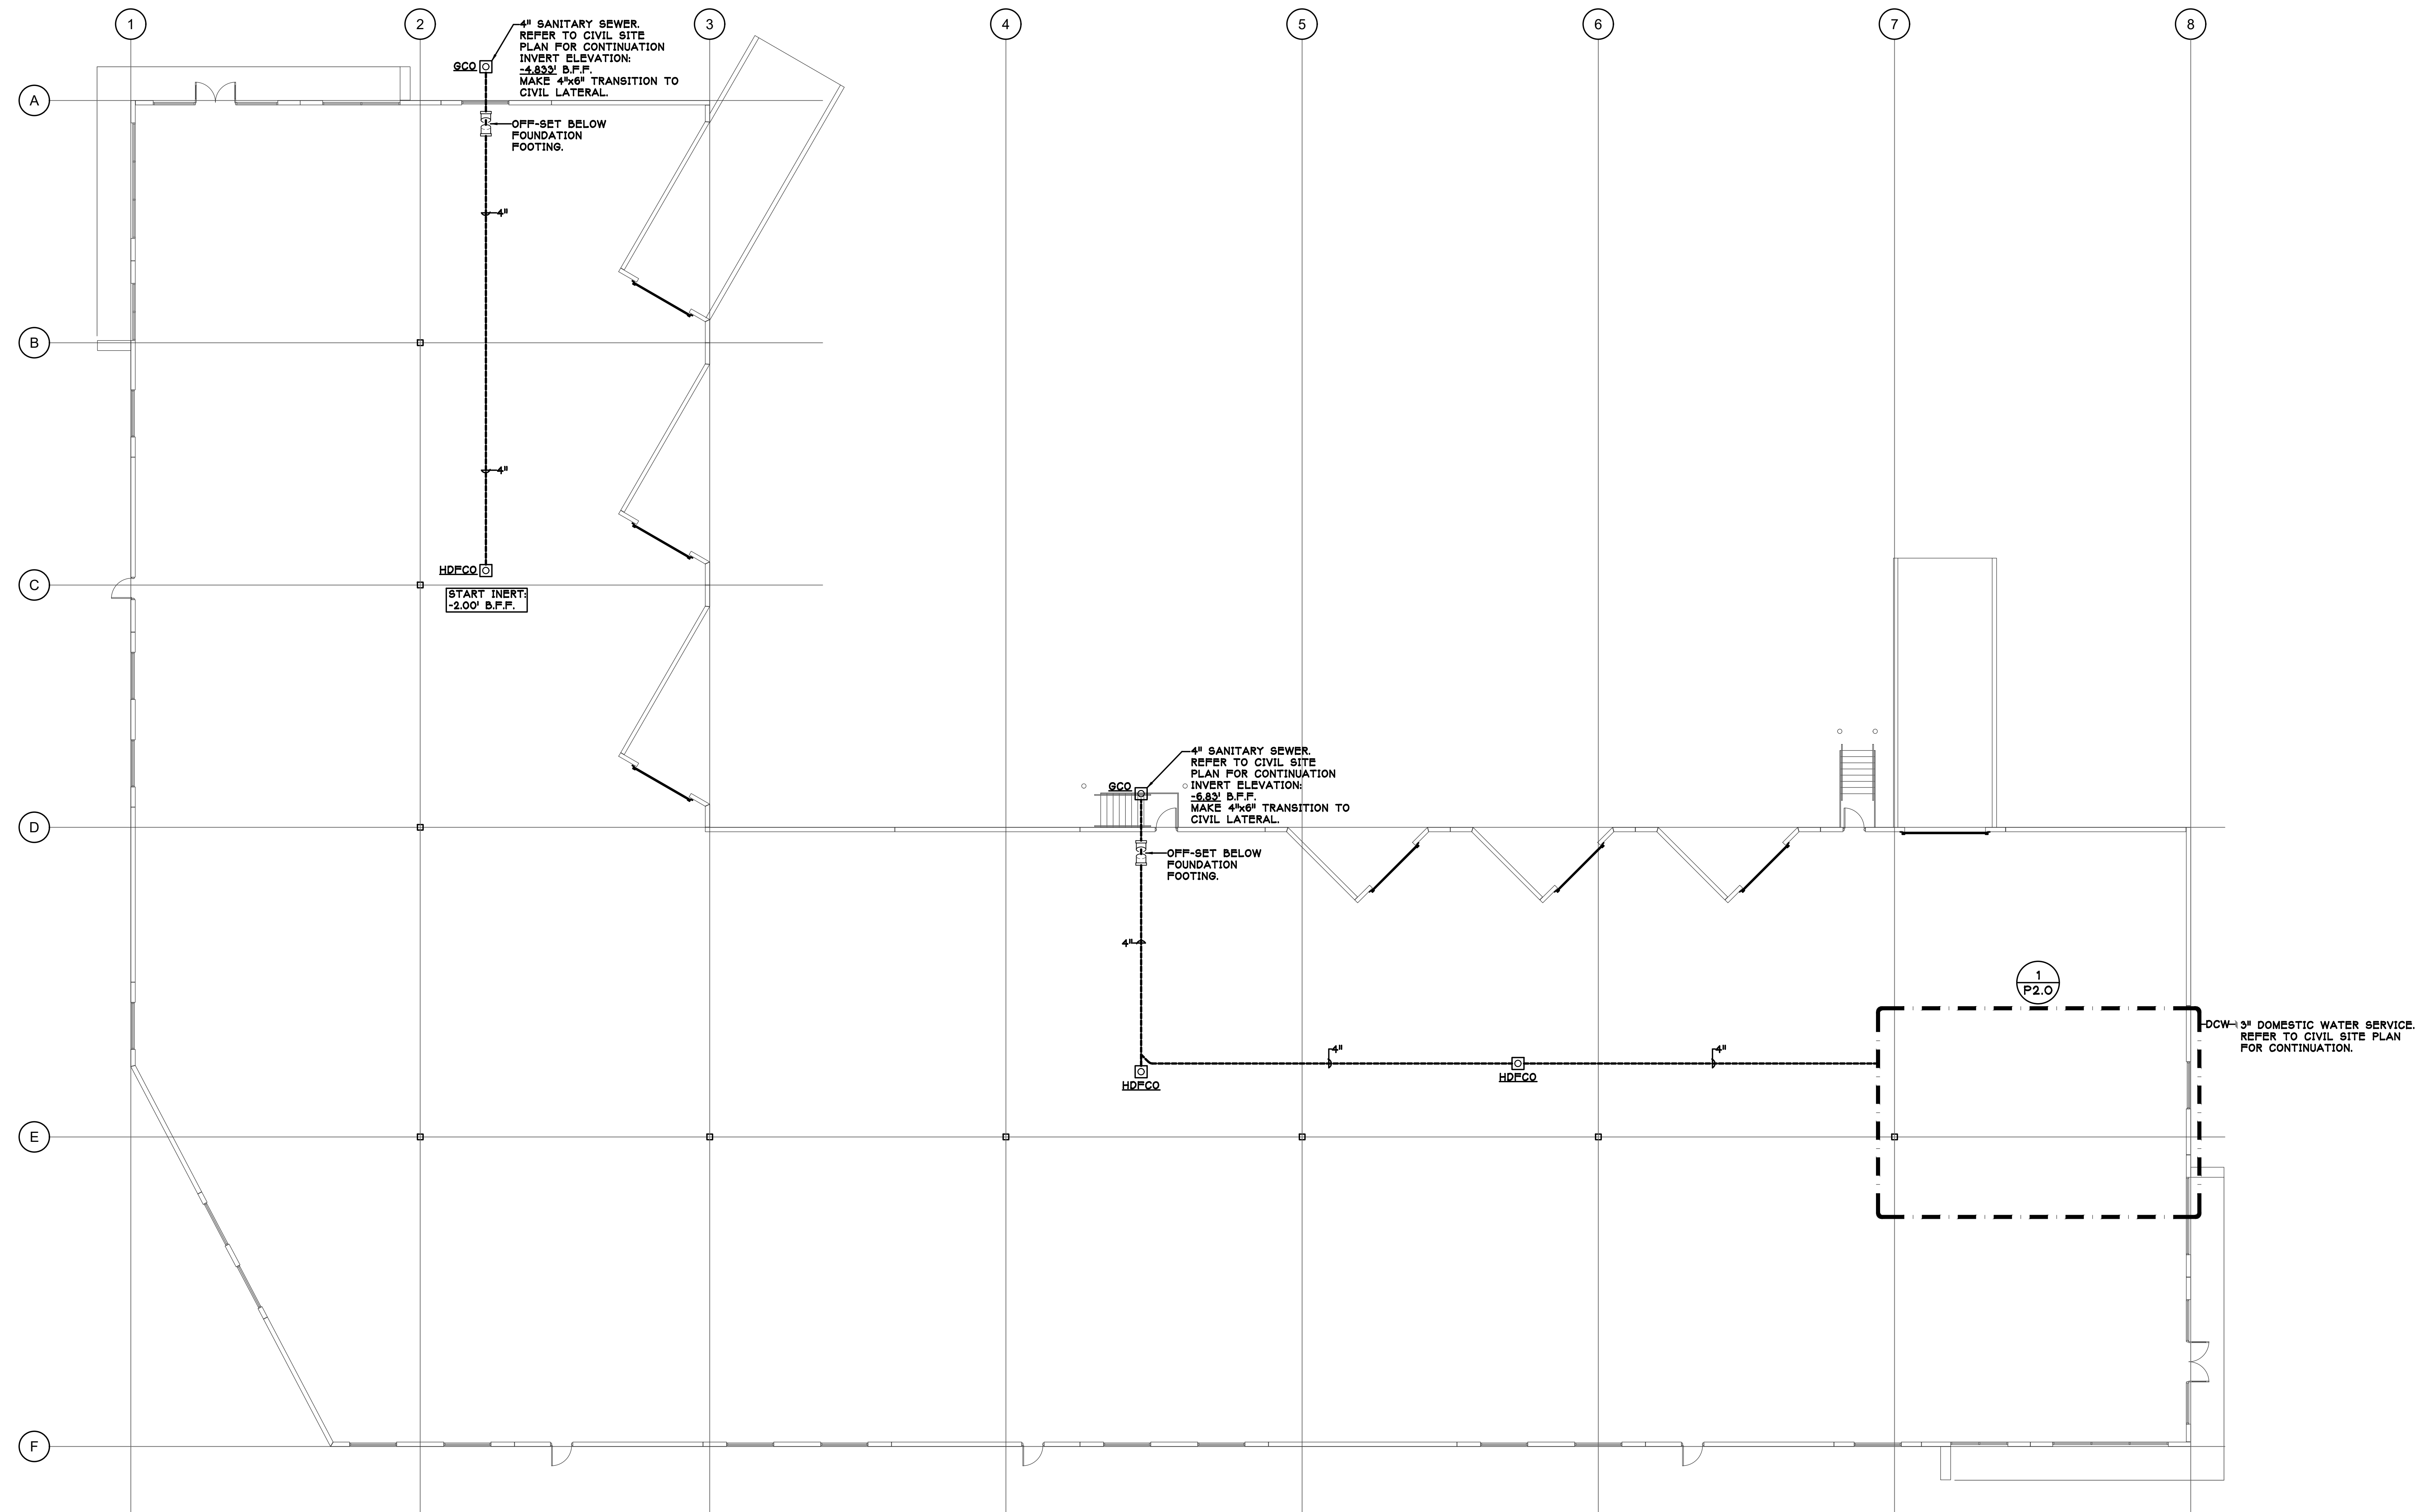 1
2
3
4
5
6
7
8
4" SANITARY SEWER.
REFER TO CIVIL SITE
PLAN FOR CONTINUATION
INVERT ELEVATION:
-4.833' B.F.F.
MAKE 4"x6" TRANSITION TO
CIVIL LATERAL.
GCO
A
OFF-SET BELOW
FOUNDATION
FOOTING.
4"
B
4"
HDFCO
C
START INERT:
-2.00' B.F.F.
4" SANITARY SEWER.
REFER TO CIVIL SITE
PLAN FOR CONTINUATION
INVERT ELEVATION:
-6.83' B.F.F.
MAKE 4"x6" TRANSITION TO
CIVIL LATERAL.
GCO
D
OFF-SET BELOW
FOUNDATION
FOOTING.
4"
1
P2.0
DCW
3" DOMESTIC WATER SERVICE.
REFER TO CIVIL SITE PLAN
FOR CONTINUATION.
4"
4"
HDFCO
HDFCO
E
F